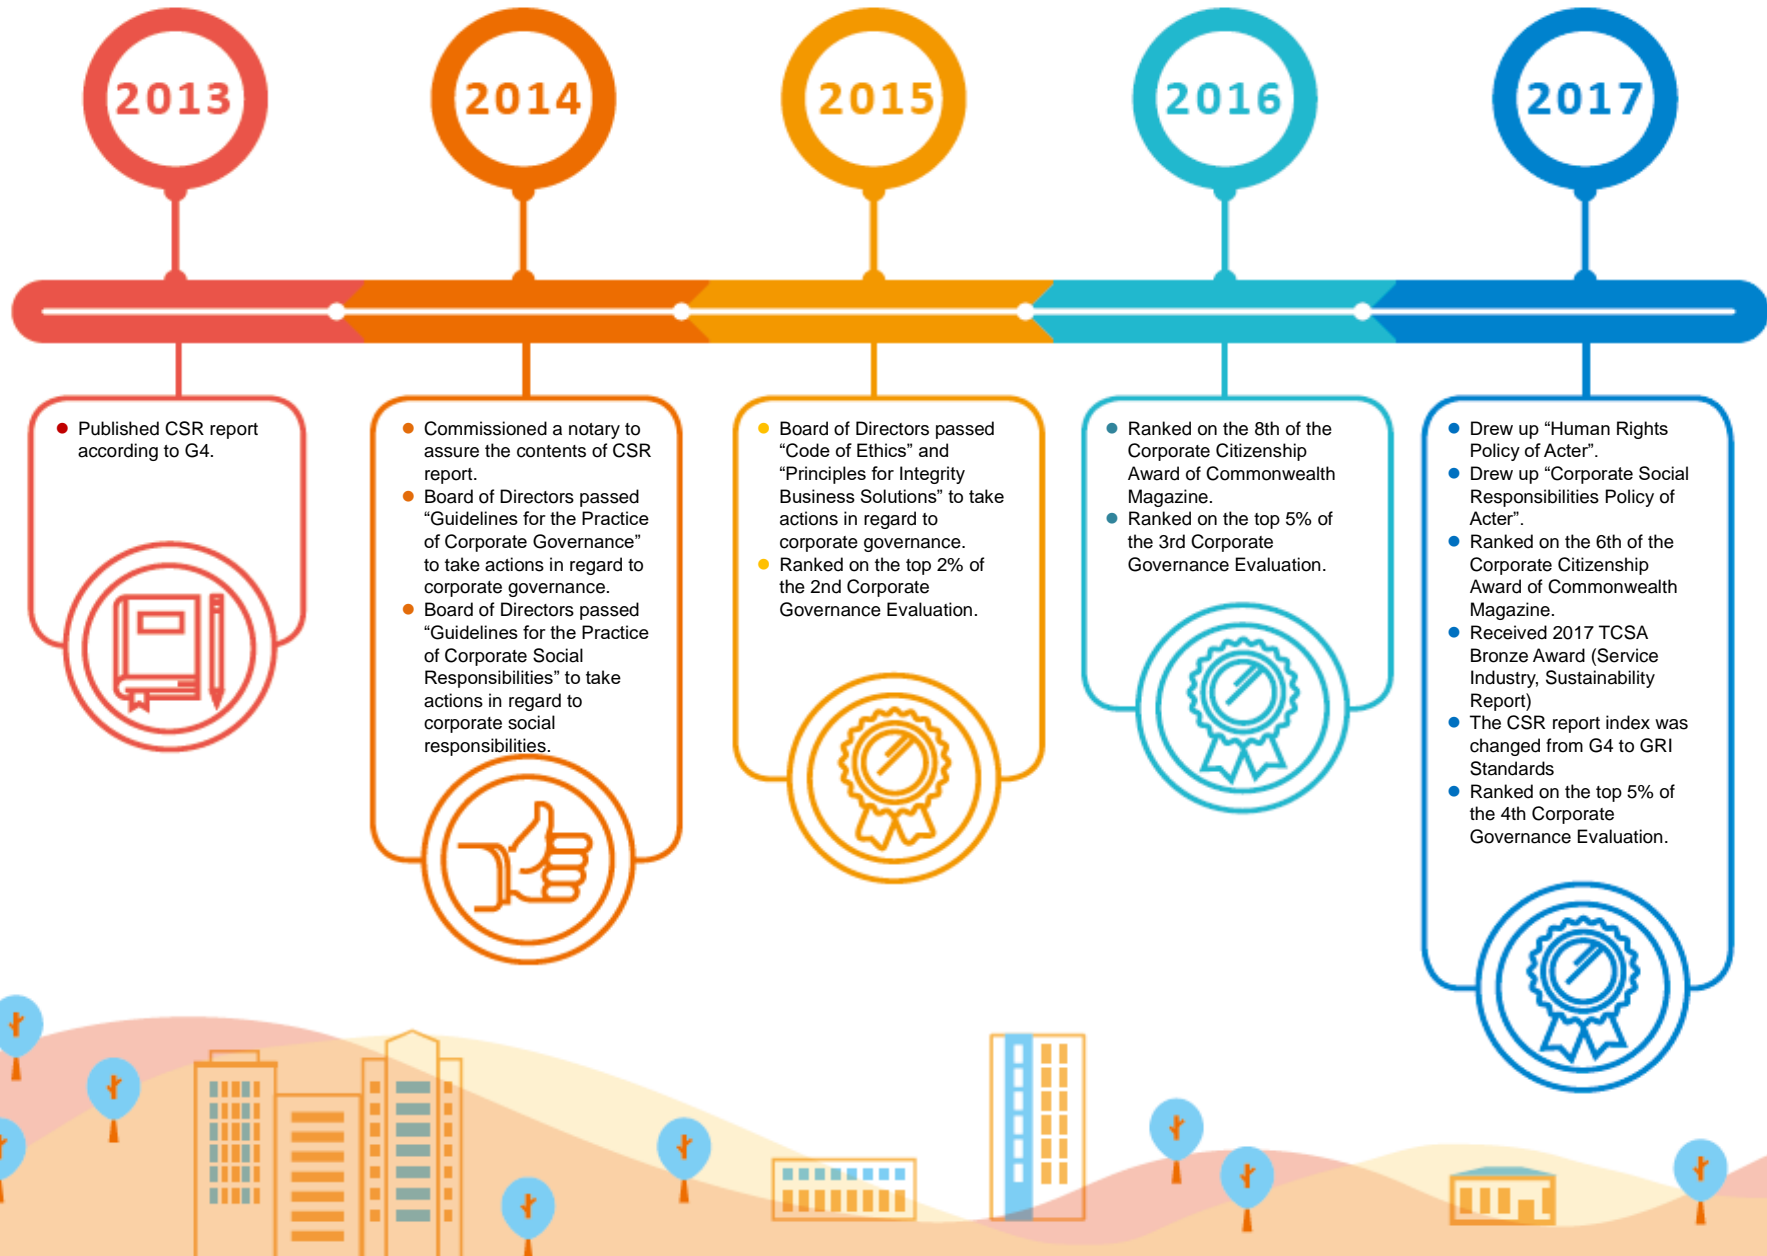 2013
2014
2015
2016
2017
Published CSR report
according to G4.
Commissioned a notary to
assure the contents of CSR
report.
Board of Directors passed
“Guidelines for the Practice
of Corporate Governance”
to take actions in regard to
corporate governance.
Board of Directors passed
“Guidelines for the Practice
of Corporate Social
Responsibilities” to take
actions in regard to
corporate social
responsibilities.
Board of Directors passed
“Code of Ethics” and
“Principles for Integrity
Business Solutions” to take
actions in regard to
corporate governance.
Ranked on the top 2% of
the 2nd Corporate
Governance Evaluation.
Ranked on the 8th of the
Corporate Citizenship
Award of Commonwealth
Magazine.
Ranked on the top 5% of
the 3rd Corporate
Governance Evaluation.
Drew up “Human Rights
Policy of Acter”.
Drew up “Corporate Social
Responsibilities Policy of
Acter”.
Ranked on the 6th of the
Corporate Citizenship
Award of Commonwealth
Magazine.
Received 2017 TCSA
Bronze Award (Service
Industry, Sustainability
Report)
The CSR report index was
changed from G4 to GRI
Standards
Ranked on the top 5% of
the 4th Corporate
Governance Evaluation.